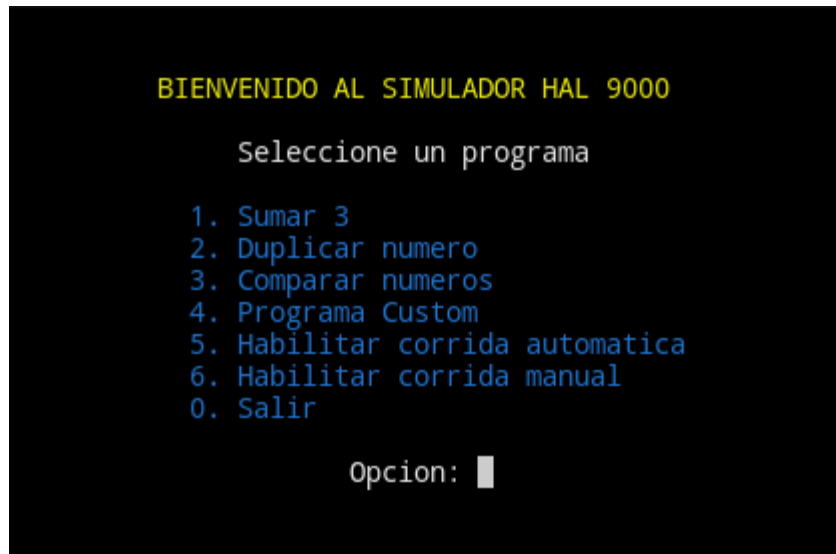 BIENVENIDO AL SIMULADOR HAL 9000
Seleccione un programa
1. Sumar 3
2. Duplicar numero
3. Comparar numeros
4. Programa Custom
5. Habilitar corrida automatica
6. Habilitar corrida manual
0. Salir
Opcion: